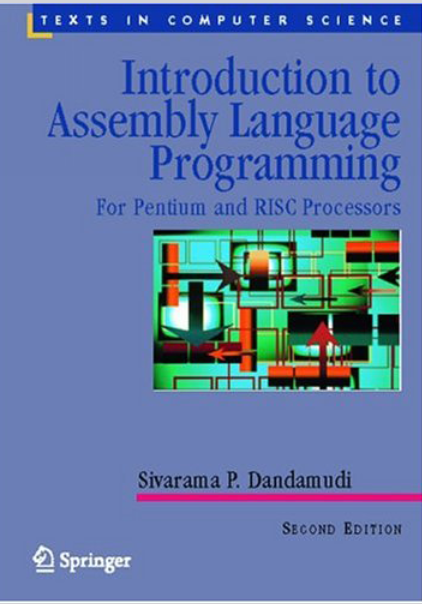 TEXTS IN COMPUTER SCIENCE
Introduction to
Assembly Language
Programming
For Pentium and RISC Processors
Sivarama P. Dandamudi
SECOND EDITION
Springer